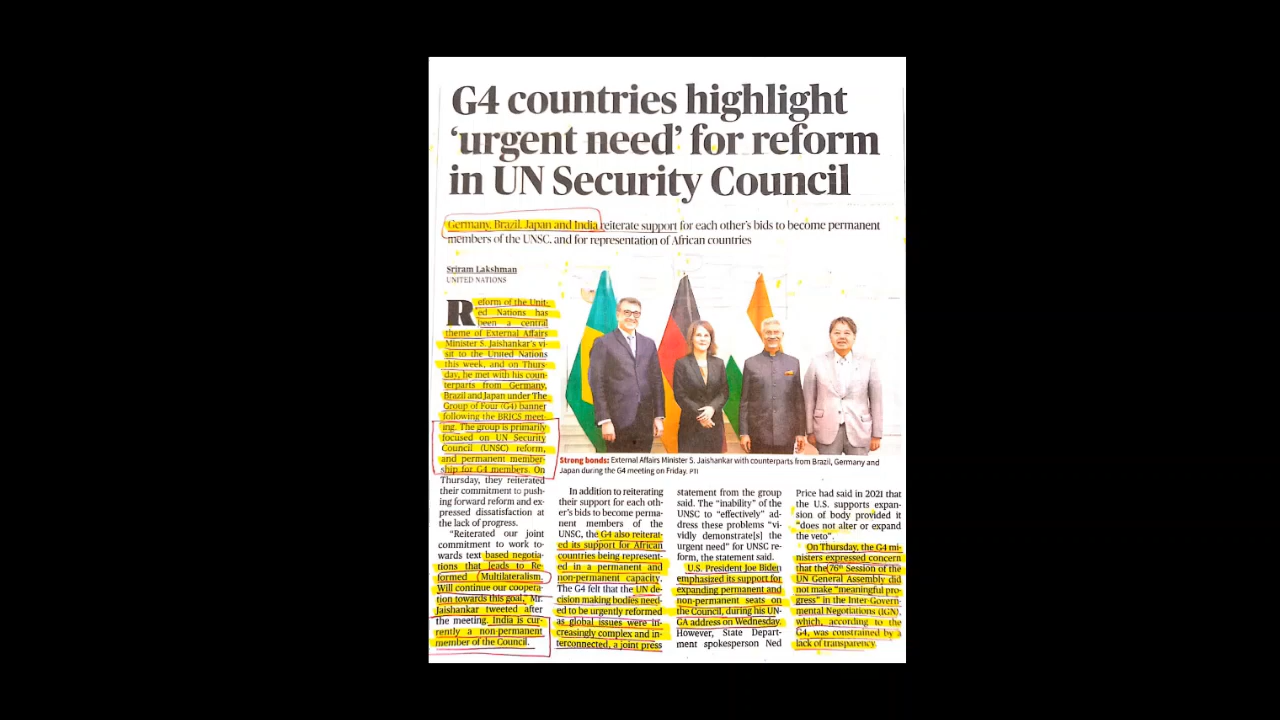 G4 countries highlight
‘urgent need’ for reform
in UN Security Council
Germany, Brazil, Japan and India reiterate support for each other's bids to become permanent
members of the UNSC, and for representation of African countries
Sriram Lakshman
UNITED NATIONS
Reform of the Unit-
ed Nations has
been a central
theme of External Affairs
Minister S. Jaishankar's vi-
sit to the United Nations
this week, and on Thurs-
day, he met with his coun-
terparts from Germany,
Brazil and Japan under The
Group of Four (G4) banner
following the BRICS meet-
ing. The group is primarily
focused on UN Security
Council (UNSC) reform,
and permanent member-
ship for G4 members. On
Thursday, they reiterated
their commitment to push-
ing forward reform and ex-
pressed dissatisfaction at
the lack of progress.
“Reiterated our joint
commitment to work to-
wards text based negotia-
tions that leads to Re-
formed Multilateralism.
Will continue our coopera-
tion towards this goal,” Mr.
Jaishankar tweeted after
the meeting. India is cur-
rently a non-permanent
member of the Council.
Strong bonds: External Affairs Minister S. Jaishankar with counterparts from Brazil, Germany and
Japan during the G4 meeting on Friday. PTI
In addition to reiterating
their support for each oth-
er's bids to become perma-
nent members of the
UNSC, the G4 also reiterat-
ed its support for African
countries being represent-
ed in a permanent and
non-permanent capacity.
The G4 felt that the UN de-
cision making bodies need-
ed to be urgently reformed
as global issues were in-
creasingly complex and in-
terconnected, a joint press
statement from the group
said. The “inability” of the
UNSC to “effectively” ad-
dress these problems “vi-
vidly demonstrate[s] the
urgent need” for UNSC re-
form, the statement said.
U.S. President Joe Biden
emphasized its support for
expanding permanent and
non-permanent seats on
the Council, during his UN-
GA address on Wednesday.
However, State Depart-
ment spokesperson Ned
Price had said in 2021 that
the U.S. supports expan-
sion of body provided it
“does not alter or expand
the veto”.
On Thursday, the G4 mi-
nisters expressed concern
that the 76th Session of the
UN General Assembly did
not make “meaningful pro-
gress” in the Inter Govern-
mental Negotiations (IGN),
which, according to the
G4, was constrained by a
lack of transparency.